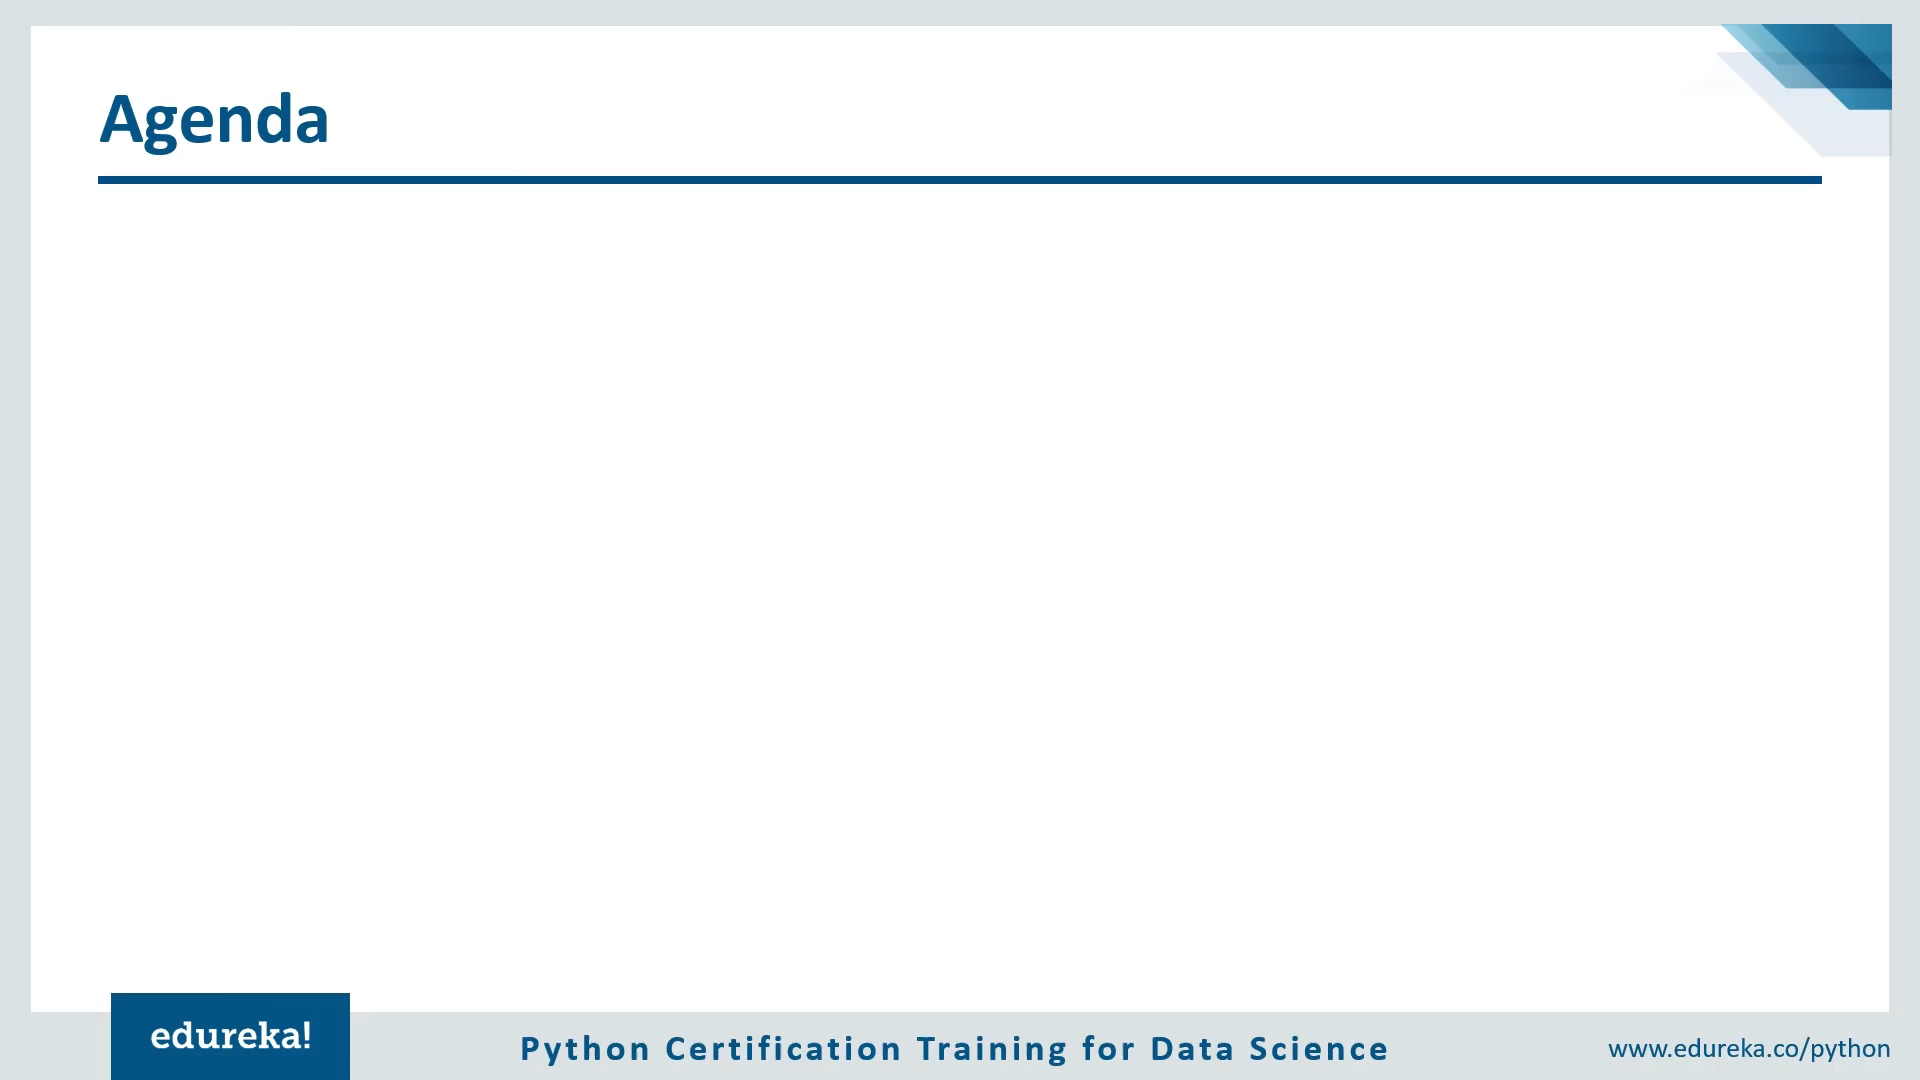 Agenda
edureka!
Python Certification Training for Data Science
www.edureka.co/python